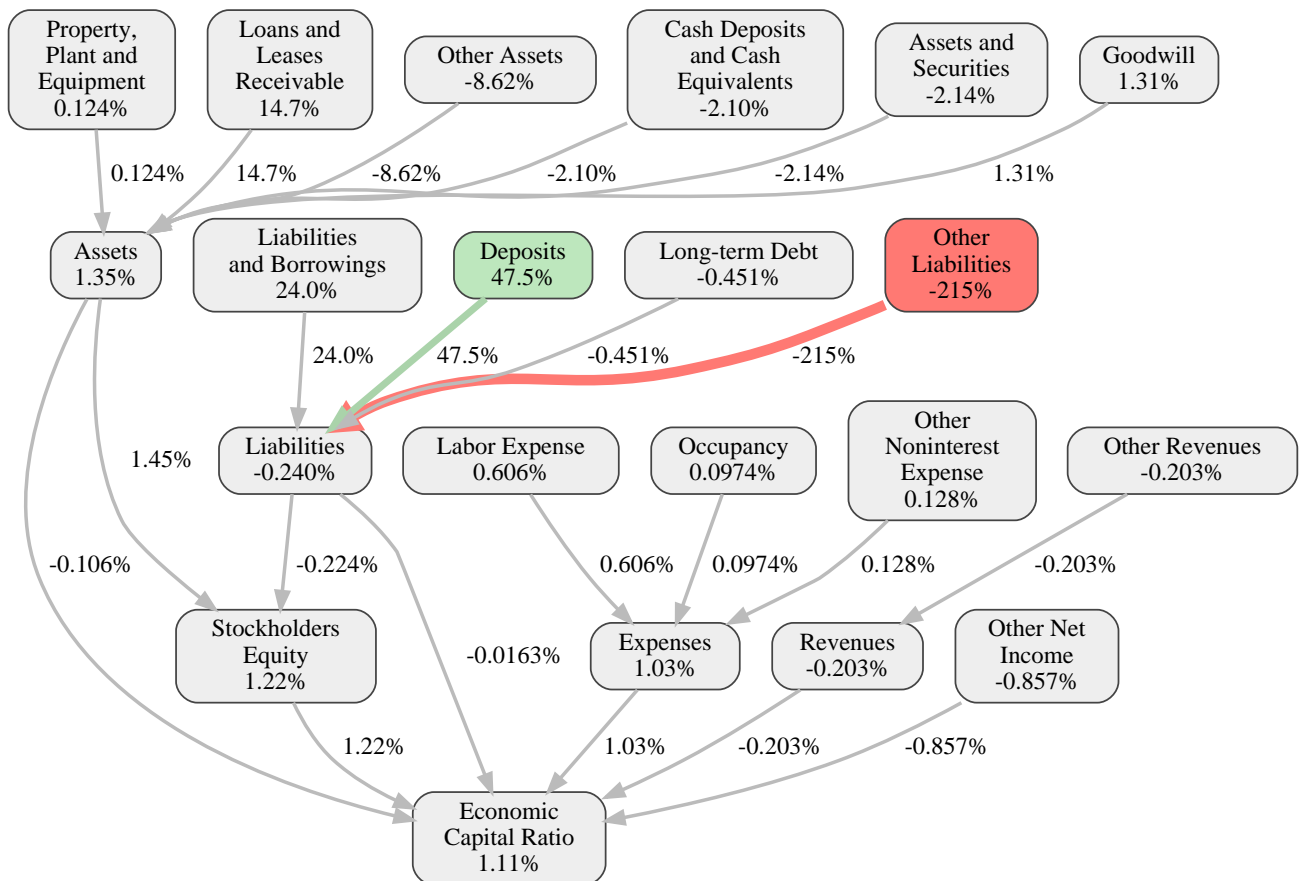 Property,
Plant and
Equipment
0.124%
Loans and
Leases
Receivable
14.7%
Other Assets
-8.62%
Cash Deposits
and Cash
Equivalents
-2.10%
Assets and
Securities
-2.14%
Goodwill
1.31%
0.124%
14.7%
-8.62%
-2.10%
-2.14%
1.31%
Assets
1.35%
Liabilities
and Borrowings
24.0%
Deposits
47.5%
Long-term Debt
-0.451%
Other
Liabilities
-215%
24.0%
47.5%
-0.451%
-215%
1.45%
Liabilities
-0.240%
Labor Expense
0.606%
Occupancy
0.0974%
Other
Noninterest
Expense
0.128%
Other Revenues
-0.203%
-0.106%
-0.224%
0.606%
0.0974%
0.128%
-0.203%
Stockholders
Equity
1.22%
-0.0163%
Expenses
1.03%
Revenues
-0.203%
Other Net
Income
-0.857%
1.22%
1.03%
-0.203%
-0.857%
Economic
Capital Ratio
1.11%